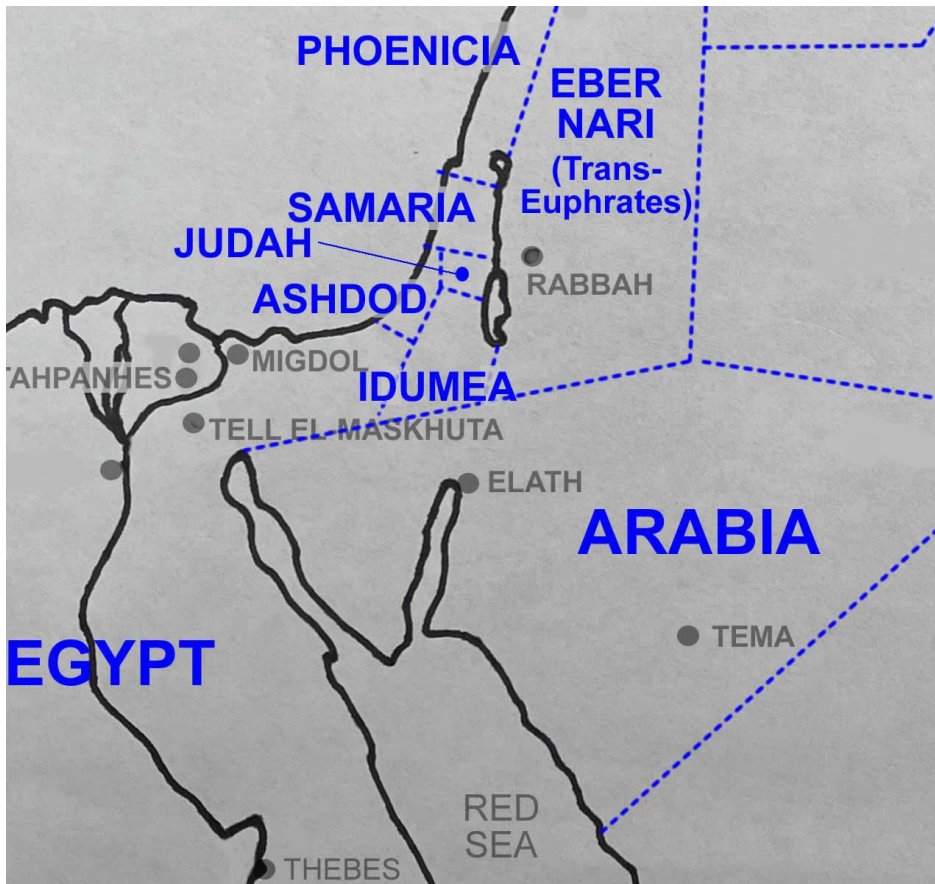 PHOENICIA
EBER
NARI
(Trans-
Euphrates)
SAMARIA
JUDAH
RABBAH
ASHDOD
MIGDOL
TAHPANHES
IDUMEA
TELL EL-MASKHUTA
ELATH
ARABIA
TEMA
EGYPT
RED
SEA
THEBES